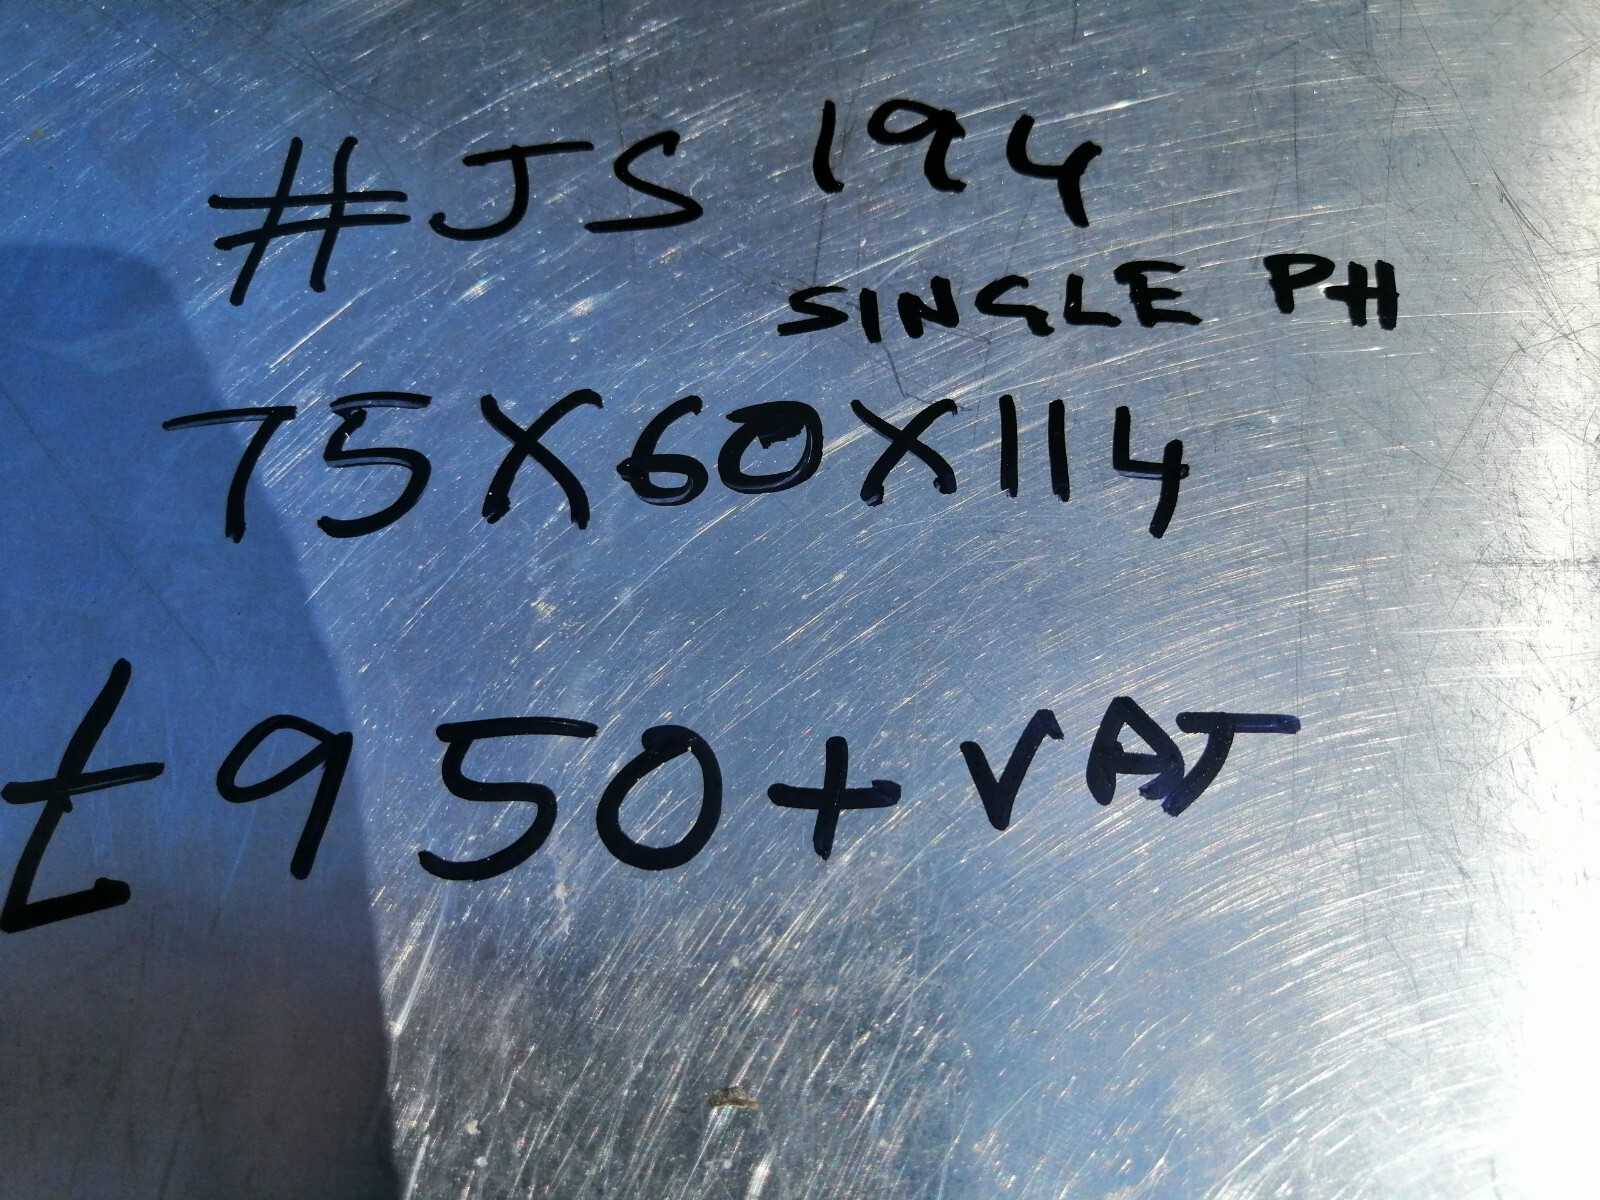 #JS 194
SINGLE PH
75X60X114
£950+VAT